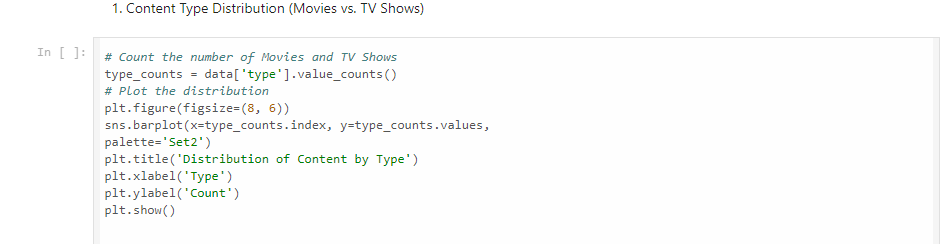 1. Content Type Distribution (Movies vs. TV Shows)
In [ ]:
# Count the number of Movies and TV Shows
type_counts = data['type'].value_counts()
# Plot the distribution
plt.figure(figsize=(8, 6))
sns.barplot(x=type_counts.index, y=type_counts.values,
palette='Set2')
plt.title('Distribution of Content by Type')
plt.xlabel('Type')
plt.ylabel('Count')
plt.show()